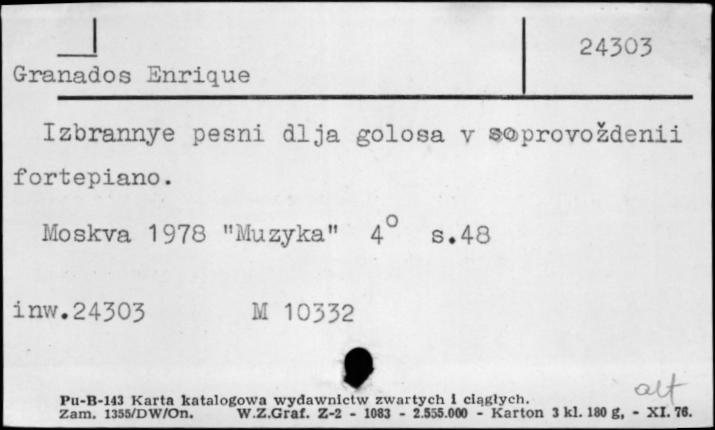 24303
Granados Enrique
Izbrannye pesni dlja golosa v soprovoždenii
fortepiano.
Moskva 1978 "Muzyka" 4° s.48
inw.24303 M 10332
alt
Pu-B-143 Karta katalogowa wydawnictw zwartych i ciągłych.
Zam. 1355/DW/On. W.Z.Graf. Z-2 - 1083 - 2.555.000 - Karton 3 kl. 180 g, - XI. 76.